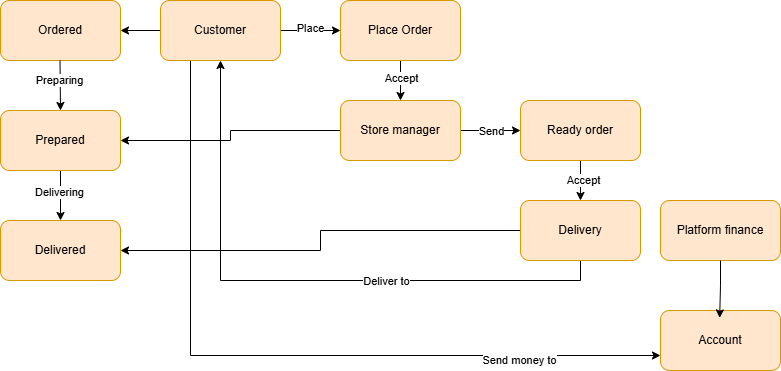 Ordered
Customer
Place
Place Order
Preparing
Accept
Prepared
Store manager
Send
Ready order
Delivering
Accept
Delivered
Delivery
Platform finance
Deliver to
Account
Send money to